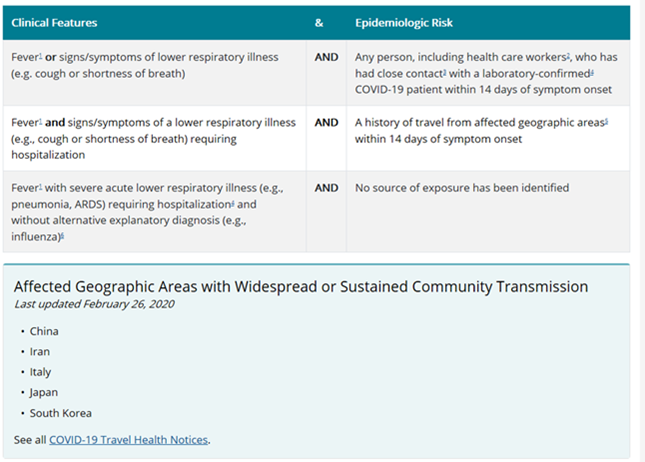 Clinical Features & Epidemiologic Risk
Fever1 or signs/symptoms of lower respiratory illness
(e.g. cough or shortness of breath)
AND
Any person, including health care workers2, who has
had close contact3 with a laboratory-confirmed4
COVID-19 patient within 14 days of symptom onset
Fever1 and signs/symptoms of a lower respiratory illness
(e.g., cough or shortness of breath) requiring
hospitalization
AND
A history of travel from affected geographic areas5
within 14 days of symptom onset
Fever1 with severe acute lower respiratory illness (e.g.,
pneumonia, ARDS) requiring hospitalization4 and
without alternative explanatory diagnosis (e.g.,
influenza)6
AND
No source of exposure has been identified
Affected Geographic Areas with Widespread or Sustained Community Transmission
Last updated February 26, 2020
• China
• Iran
• Italy
• Japan
• South Korea
See all COVID-19 Travel Health Notices.